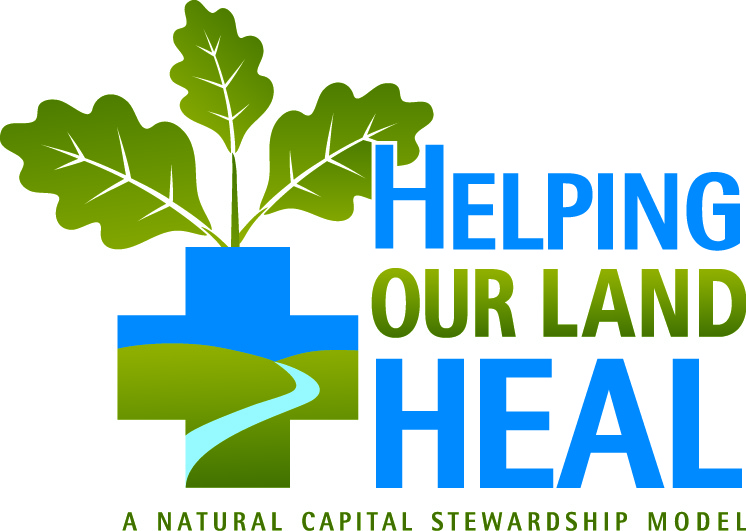 HELPING
OUR LAND
HEAL
A NATURAL CAPITAL STEWARDSHIP MODEL